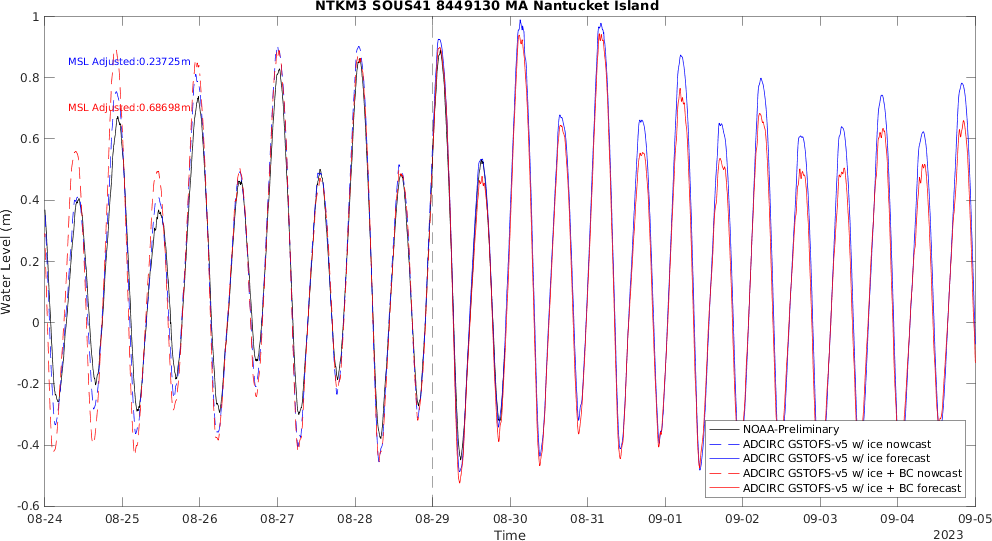 NTKM3 SOUS41 8449130 MA Nantucket Island
1
0.8
0.6
0.4
0.2
0
-0.2
-0.4
-0.6
Water Level (m)
MSL Adjusted:0.23725m
MSL Adjusted:0.68698m
NOAA-Preliminary
ADCIRC GSTOFS-v5 w/ ice nowcast
ADCIRC GSTOFS-v5 w/ ice forecast
ADCIRC GSTOFS-v5 w/ ice + BC nowcast
ADCIRC GSTOFS-v5 w/ ice + BC forecast
08-24 08-25 08-26 08-27 08-28 08-29 08-30 08-31 09-01 09-02 09-03 09-04 09-05
Time
2023